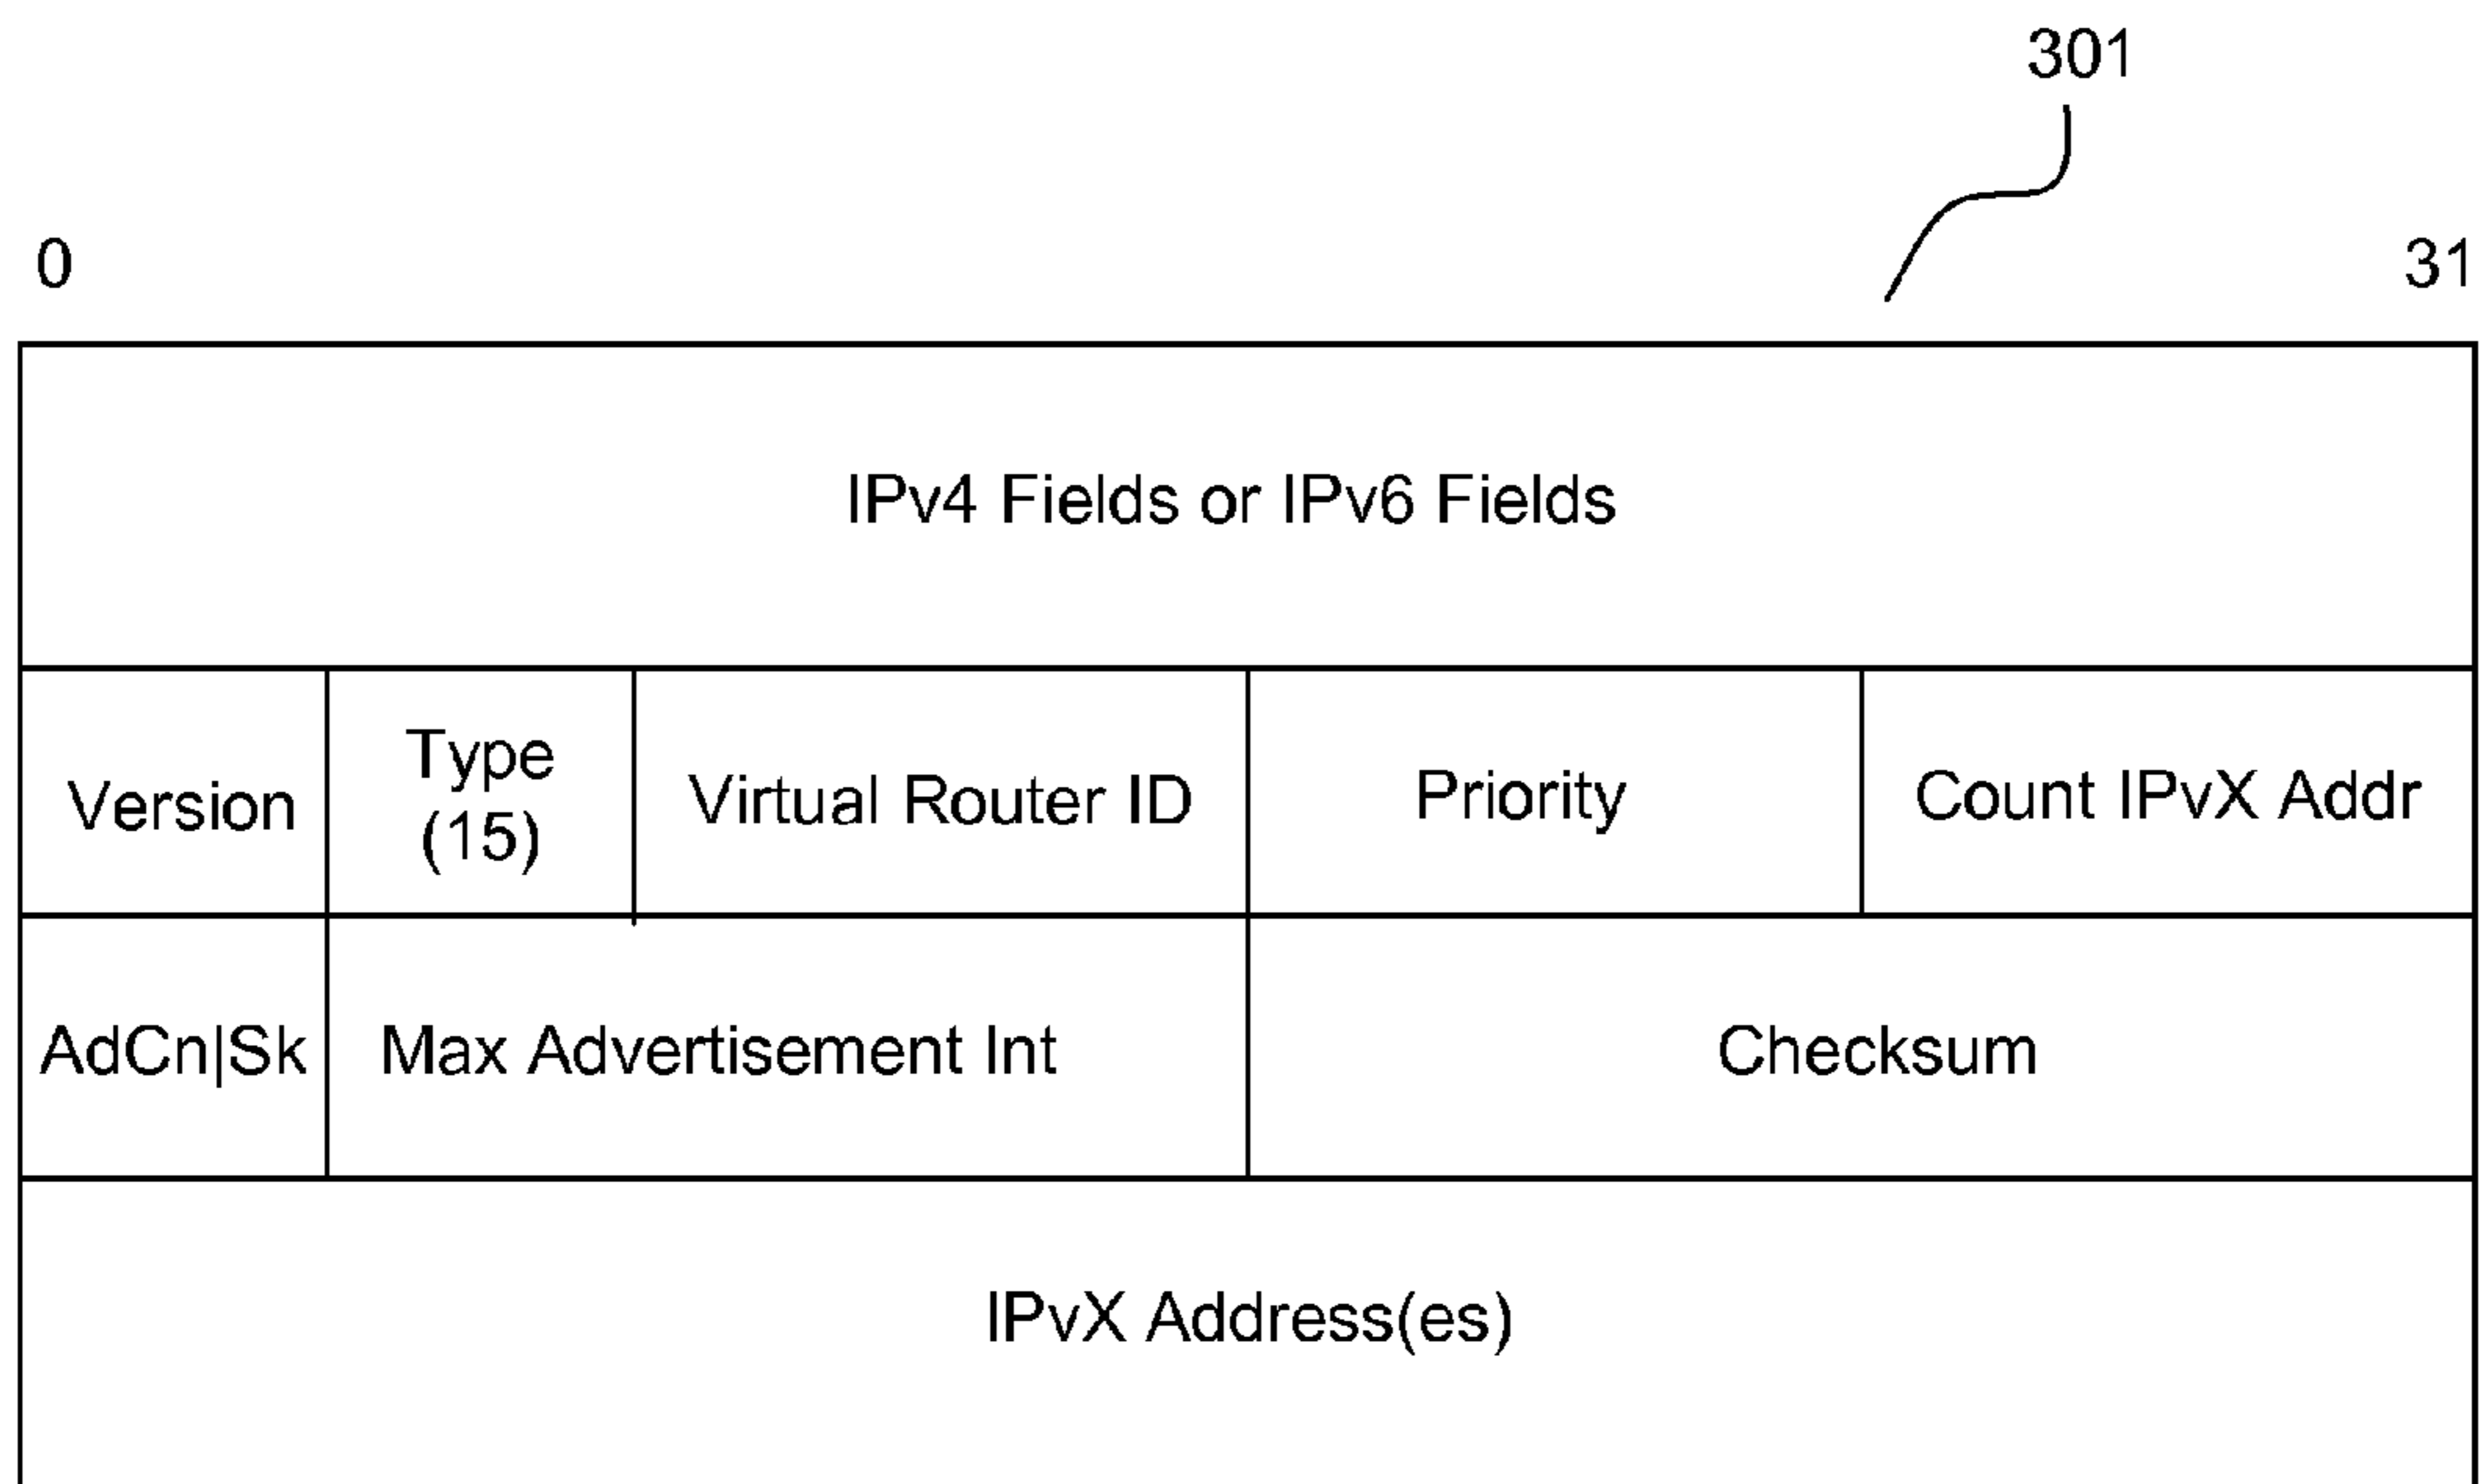 301
0 31
IPv4 Fields or IPv6 Fields
Version
Type
(15)
Virtual Router ID
Priority
Count IPvX Addr
AdCn|Sk
Max Advertisement Int
Checksum
IPvX Address(es)